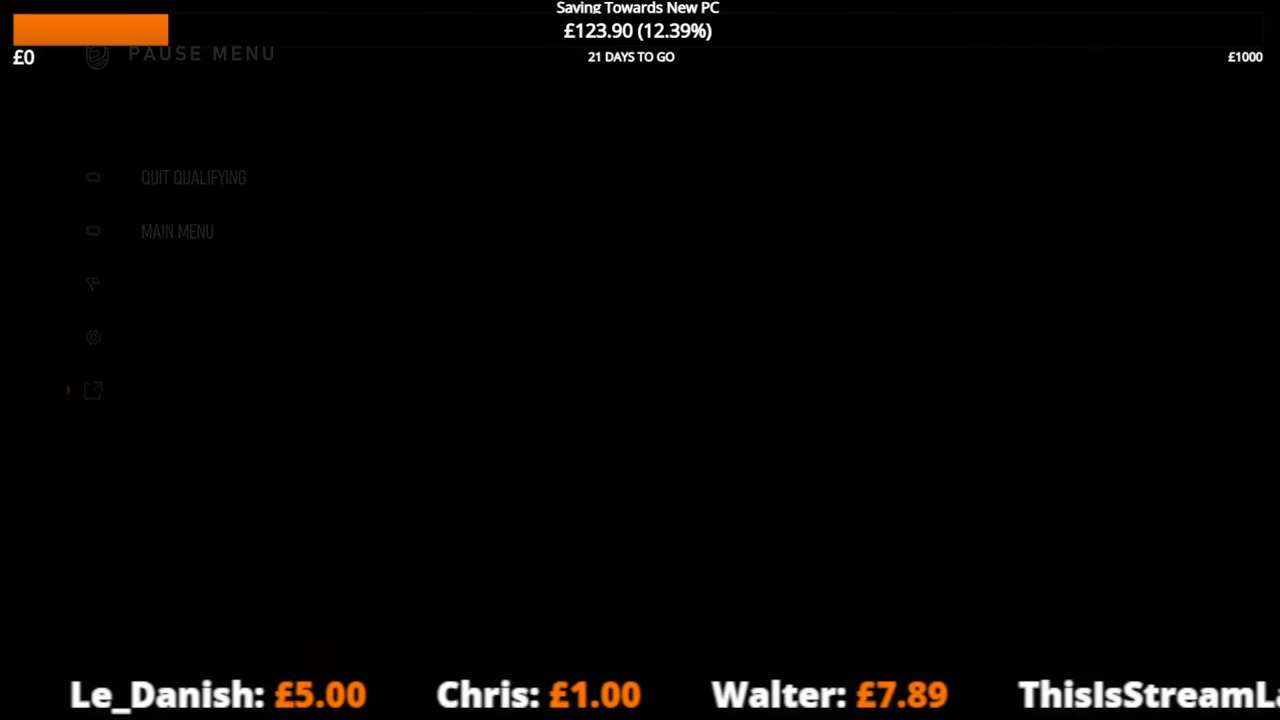 Saving Towards New PC
£123.90 (12.39%)
£0
21 DAYS TO GO
£1000
PAUSE MENU
QUIT QUALIFYING
MAIN MENU
Le_Danish: £5.00 Chris: £1.00 Walter: £7.89 ThisIsStreamLa